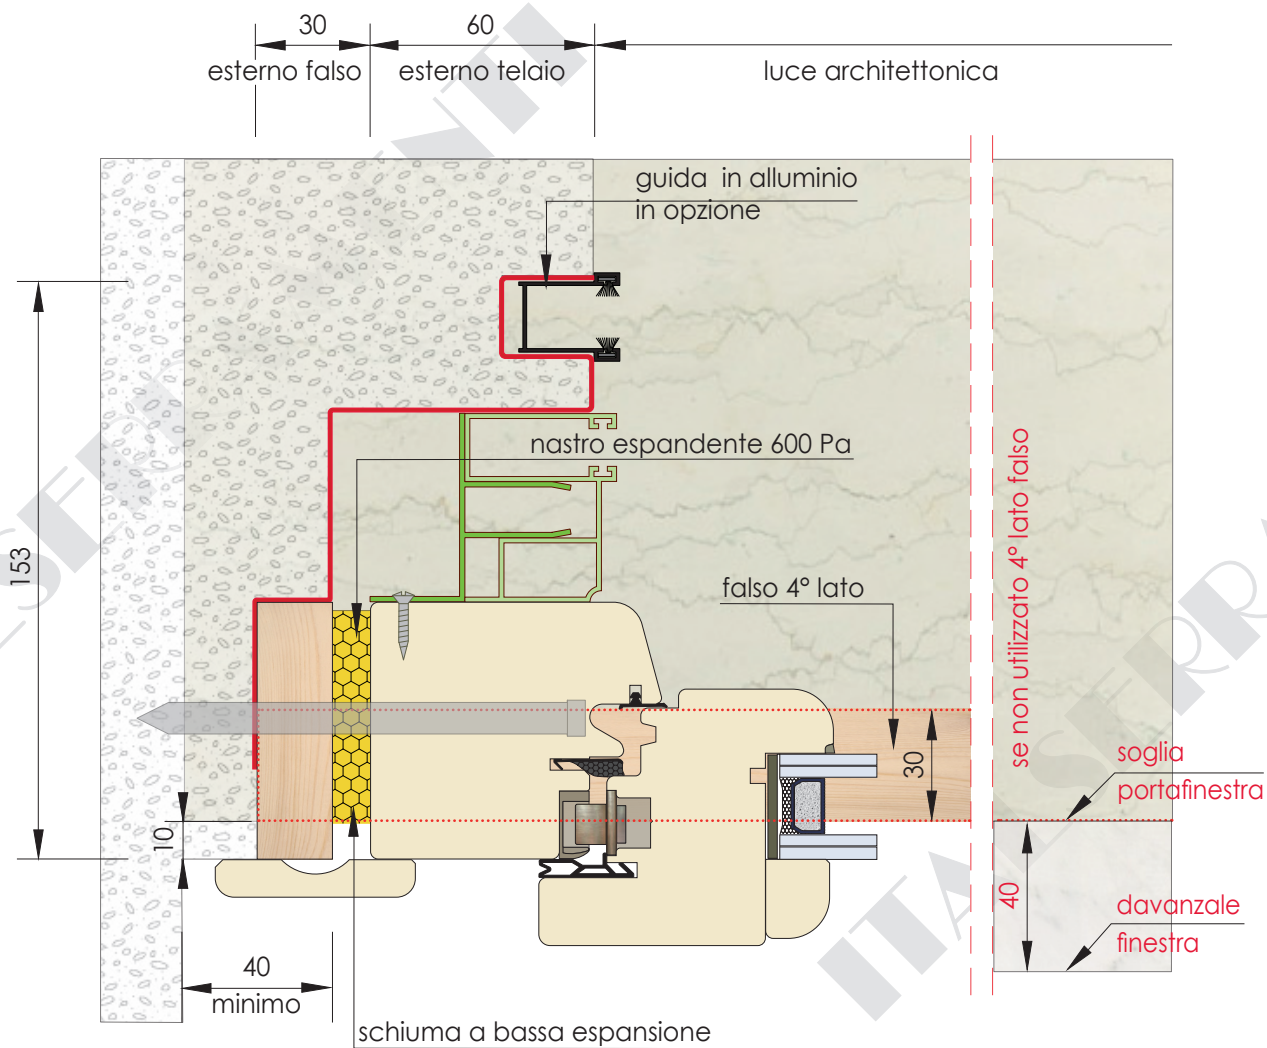 30
60
esterno falso
esterno telaio
luce architettonica
guida in alluminio
in opzione
nastro espandente 600 Pa
153
falso 4° lato
se non utilizzato 4° lato falso
30
soglia
portafinestra
10
40
davanzale
finestra
40
minimo
schiuma a bassa espansione